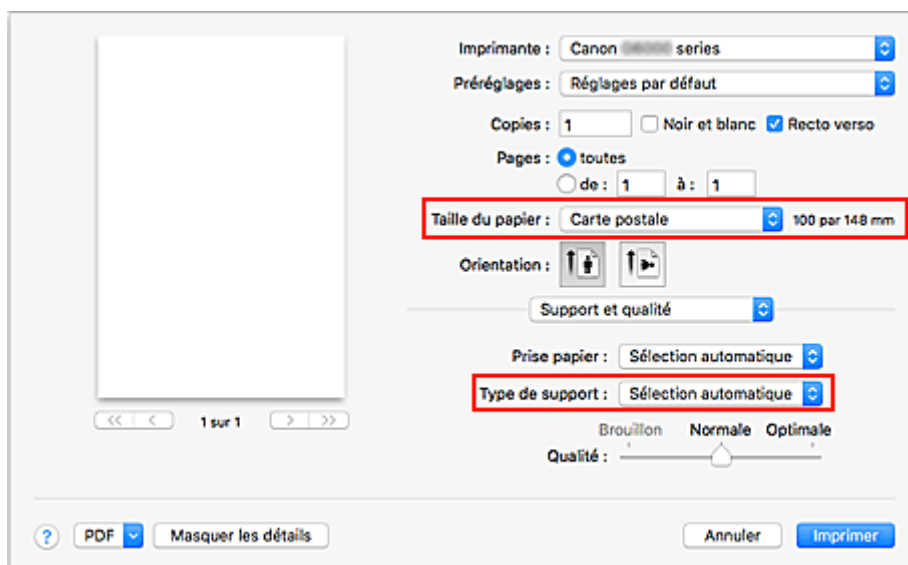 Imprimante : Canon series
Préréglages : Réglages par défaut
Copies : 1 Noir et blanc Recto verso
Pages : toutes
de : 1 à : 1
Taille du papier : Carte postale 100 par 148 mm
Orientation :
Support et qualité
Prise papier : Sélection automatique
Type de support : Sélection automatique
Brouillon Normale Optimale
Qualité :
<< < 1 sur 1 > >>
? PDF Masquer les détails Annuler Imprimer